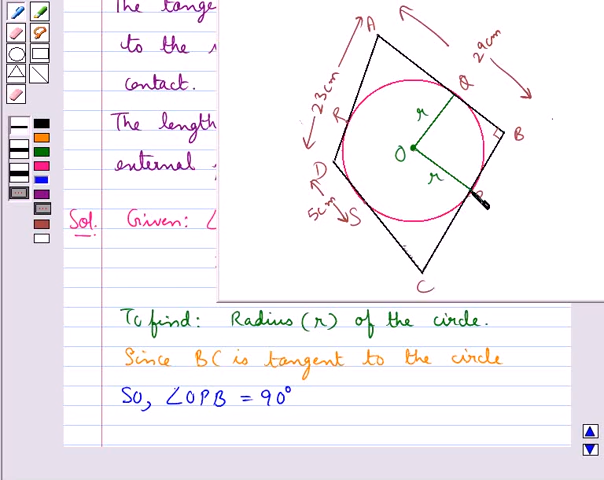 The tange
to the
contact.
The length
external
A
29cm
Q
23cm
r
R
B
O
D
r
P
5cm
S
C
Sol. Given: ∠
To find: Radius (r) of the circle.
Since BC is tangent to the circle
So, ∠OPB = 90°